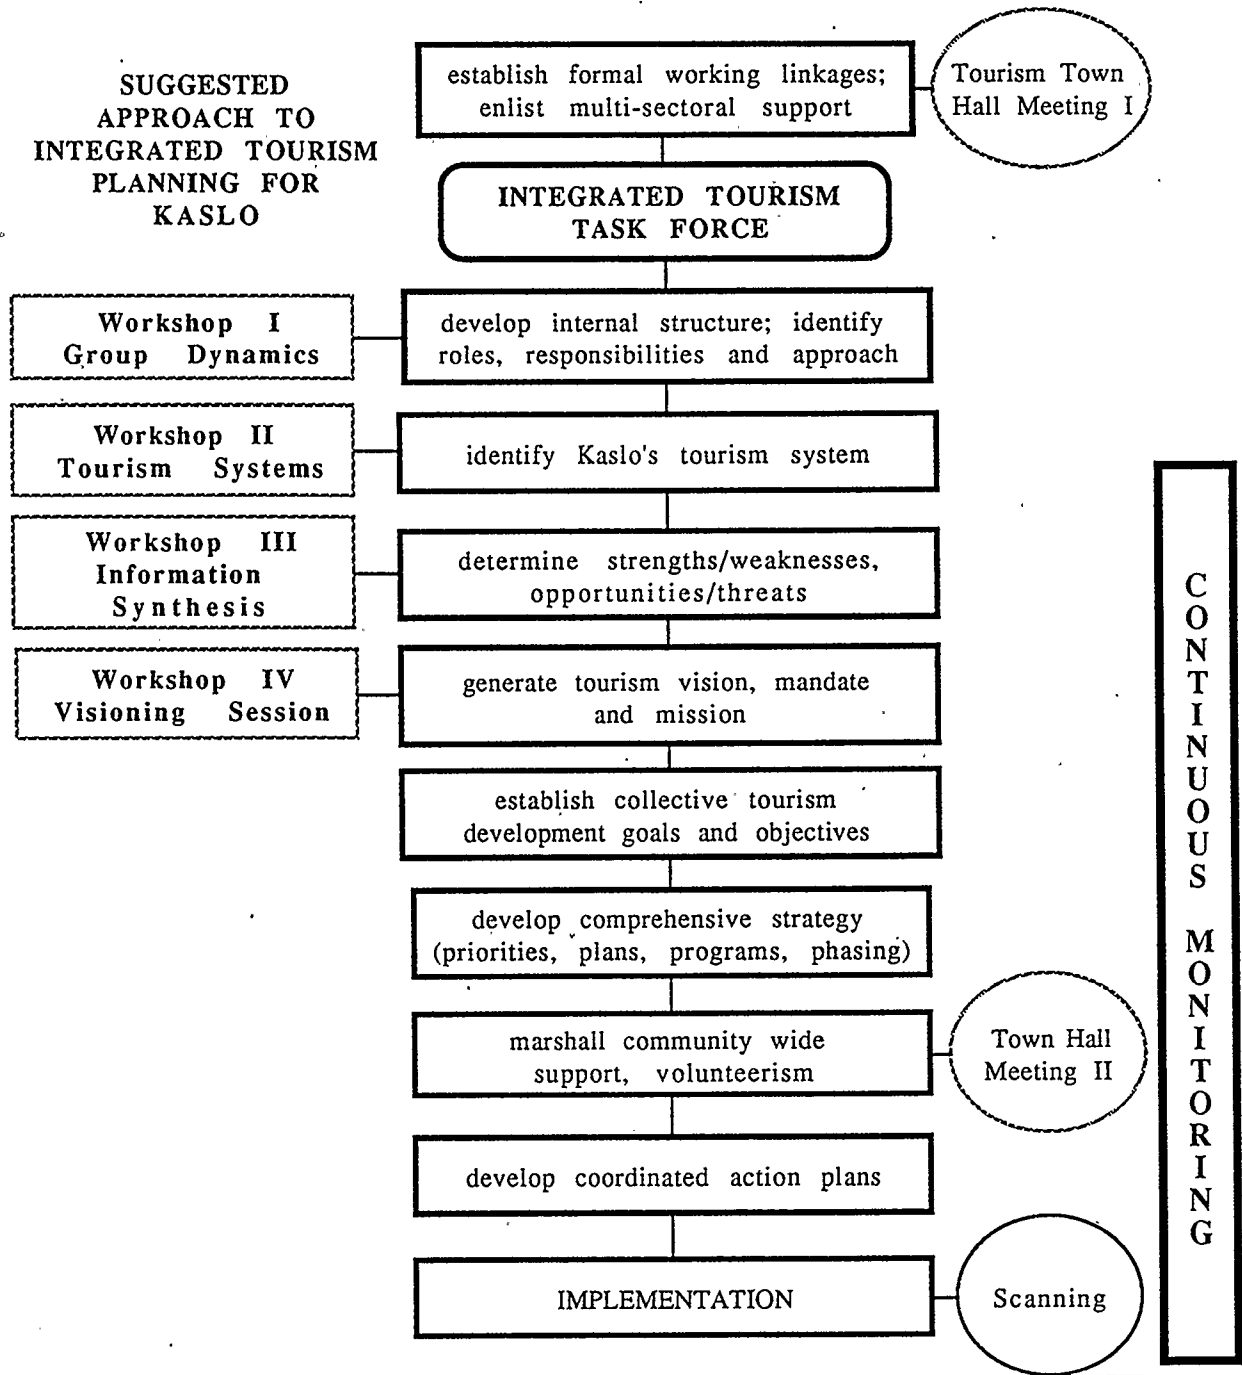 SUGGESTED
APPROACH TO
INTEGRATED TOURISM
PLANNING FOR
KASLO
establish formal working linkages;
enlist multi-sectoral support
Tourism Town
Hall Meeting I
INTEGRATED TOURISM
TASK FORCE
Workshop I
Group Dynamics
develop internal structure; identify
roles, responsibilities and approach
Workshop II
Tourism Systems
identify Kaslo's tourism system
Workshop III
Information
Synthesis
determine strengths/weaknesses,
opportunities/threats
Workshop IV
Visioning Session
generate tourism vision, mandate
and mission
establish collective tourism
development goals and objectives
develop comprehensive strategy
(priorities, plans, programs, phasing)
marshall community wide
support, volunteerism
Town Hall
Meeting II
develop coordinated action plans
IMPLEMENTATION
Scanning
CONTINUOUS MONITORING